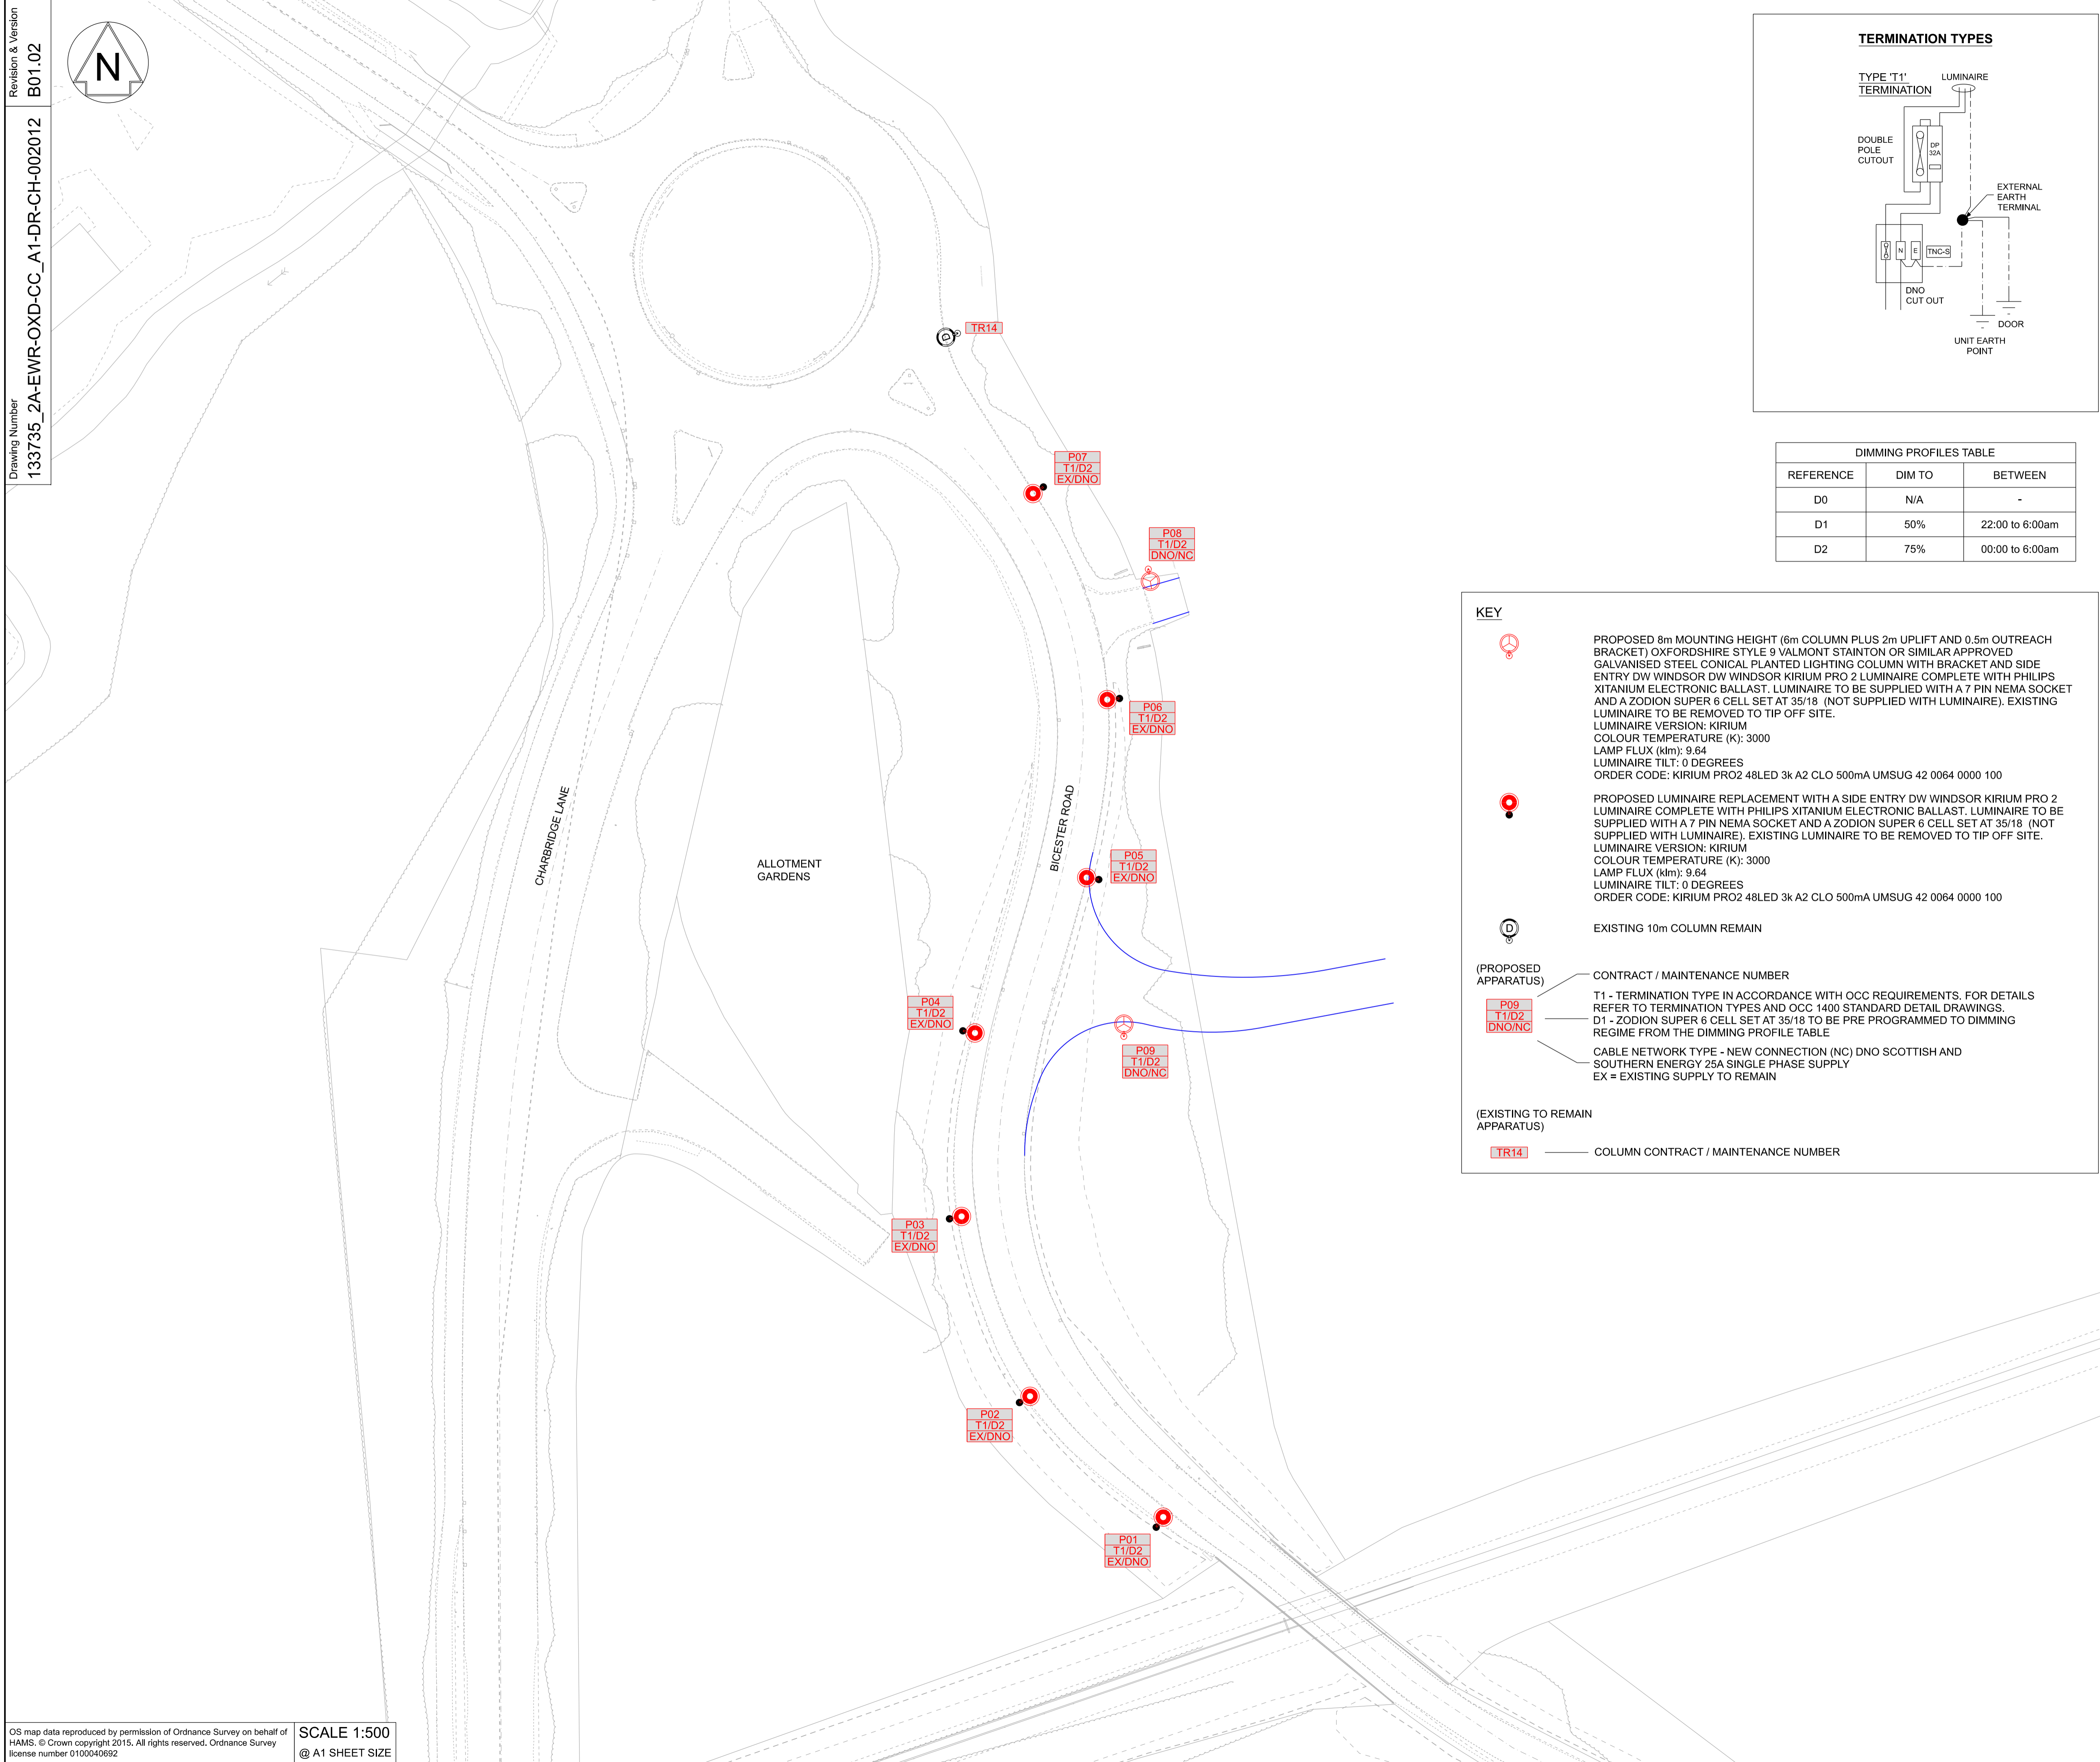 Revision & Version
B01.02
Drawing Number
133735_2A-EWR-OXD-CC_A1-DR-CH-002012
N
TERMINATION TYPES
TYPE 'T1'
TERMINATION
LUMINAIRE
DOUBLE
POLE
CUTOUT
DP
32A
EXTERNAL
EARTH
TERMINAL
N
E
TNC-S
DNO
CUT OUT
DOOR
UNIT EARTH
POINT
DIMMING PROFILES TABLE
REFERENCE DIM TO BETWEEN
D0 N/A -
D1 50% 22:00 to 6:00am
D2 75% 00:00 to 6:00am
D
TR14
P07
T1/D2
EX/DNO
P08
T1/D2
DNO/NC
P06
T1/D2
EX/DNO
CHARBRIDGE LANE
BICESTER ROAD
ALLOTMENT
GARDENS
P05
T1/D2
EX/DNO
P04
T1/D2
EX/DNO
P09
T1/D2
DNO/NC
P03
T1/D2
EX/DNO
P02
T1/D2
EX/DNO
P01
T1/D2
EX/DNO
KEY
PROPOSED 8m MOUNTING HEIGHT (6m COLUMN PLUS 2m UPLIFT AND 0.5m OUTREACH
BRACKET) OXFORDSHIRE STYLE 9 VALMONT STAINTON OR SIMILAR APPROVED
GALVANISED STEEL CONICAL PLANTED LIGHTING COLUMN WITH BRACKET AND SIDE
ENTRY DW WINDSOR DW WINDSOR KIRIUM PRO 2 LUMINAIRE COMPLETE WITH PHILIPS
XITANIUM ELECTRONIC BALLAST. LUMINAIRE TO BE SUPPLIED WITH A 7 PIN NEMA SOCKET
AND A ZODION SUPER 6 CELL SET AT 35/18 (NOT SUPPLIED WITH LUMINAIRE). EXISTING
LUMINAIRE TO BE REMOVED TO TIP OFF SITE.
LUMINAIRE VERSION: KIRIUM
COLOUR TEMPERATURE (K): 3000
LAMP FLUX (klm): 9.64
LUMINAIRE TILT: 0 DEGREES
ORDER CODE: KIRIUM PRO2 48LED 3k A2 CLO 500mA UMSUG 42 0064 0000 100
PROPOSED LUMINAIRE REPLACEMENT WITH A SIDE ENTRY DW WINDSOR KIRIUM PRO 2
LUMINAIRE COMPLETE WITH PHILIPS XITANIUM ELECTRONIC BALLAST. LUMINAIRE TO BE
SUPPLIED WITH A 7 PIN NEMA SOCKET AND A ZODION SUPER 6 CELL SET AT 35/18 (NOT
SUPPLIED WITH LUMINAIRE). EXISTING LUMINAIRE TO BE REMOVED TO TIP OFF SITE.
LUMINAIRE VERSION: KIRIUM
COLOUR TEMPERATURE (K): 3000
LAMP FLUX (klm): 9.64
LUMINAIRE TILT: 0 DEGREES
ORDER CODE: KIRIUM PRO2 48LED 3k A2 CLO 500mA UMSUG 42 0064 0000 100
D
EXISTING 10m COLUMN REMAIN
(PROPOSED
APPARATUS)
CONTRACT / MAINTENANCE NUMBER
P09
T1/D2
DNO/NC
T1 - TERMINATION TYPE IN ACCORDANCE WITH OCC REQUIREMENTS. FOR DETAILS
REFER TO TERMINATION TYPES AND OCC 1400 STANDARD DETAIL DRAWINGS.
D1 - ZODION SUPER 6 CELL SET AT 35/18 TO BE PRE PROGRAMMED TO DIMMING
REGIME FROM THE DIMMING PROFILE TABLE
CABLE NETWORK TYPE - NEW CONNECTION (NC) DNO SCOTTISH AND
SOUTHERN ENERGY 25A SINGLE PHASE SUPPLY
EX = EXISTING SUPPLY TO REMAIN
(EXISTING TO REMAIN
APPARATUS)
TR14
COLUMN CONTRACT / MAINTENANCE NUMBER
OS map data reproduced by permission of Ordnance Survey on behalf of
HAMS. © Crown copyright 2015. All rights reserved. Ordnance Survey
license number 0100040692
SCALE 1:500
@ A1 SHEET SIZE